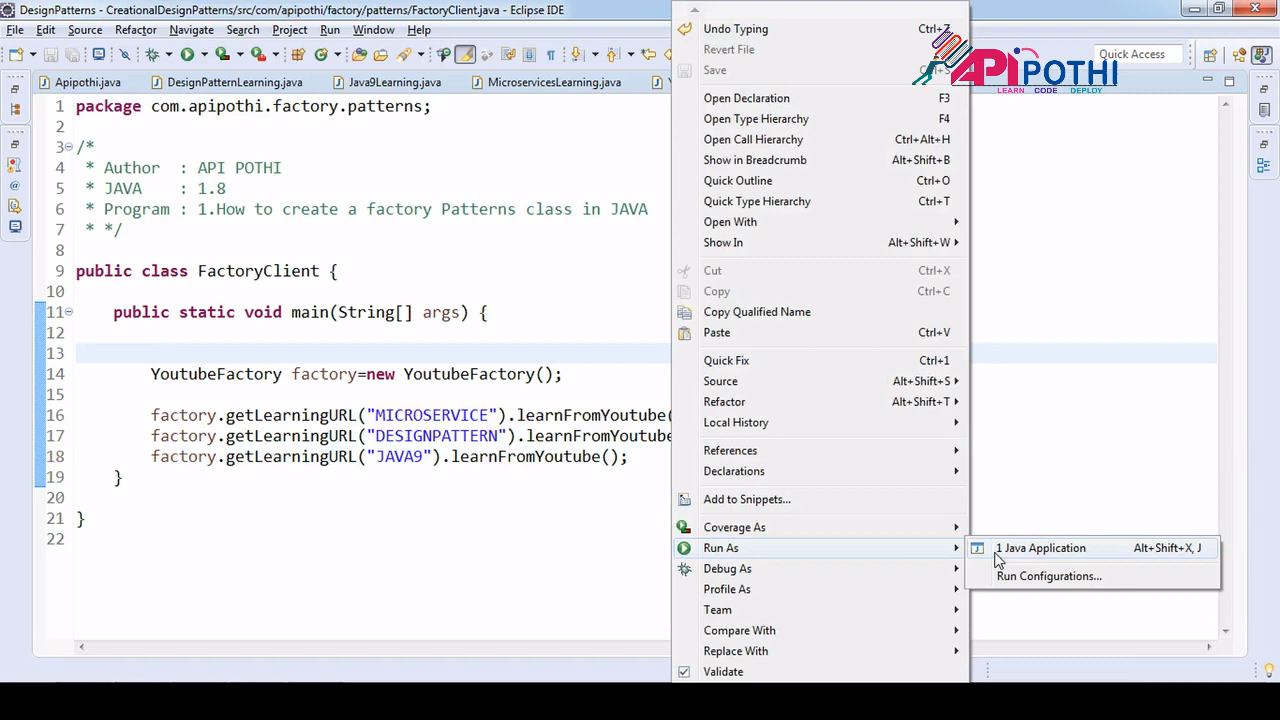 DesignPatterns - CreationalDesignPatterns/src/com/apipothi/factory/patterns/FactoryClient.java - Eclipse IDE
File Edit Source Refactor Navigate Search Project Run Window Help
Quick Access
Apipothi.java DesignPatternLearning.java Java9Learning.java MicroservicesLearning.java
APIPOTHI
LEARN CODE DEPLOY
1 package com.apipothi.factory.patterns;
2
3 /*
4 * Author : API POTHI
5 * JAVA : 1.8
6 * Program : 1.How to create a factory Patterns class in JAVA
7 * */
8
9 public class FactoryClient {
10
11 public static void main(String[] args) {
12
13
14 YoutubeFactory factory=new YoutubeFactory();
15
16 factory.getLearningURL("MICROSERVICE").learnFromYoutube(
17 factory.getLearningURL("DESIGNPATTERN").learnFromYoutube
18 factory.getLearningURL("JAVA9").learnFromYoutube();
19 }
20
21 }
22
Undo Typing Ctrl+Z
Revert File
Save Ctrl+S
Open Declaration F3
Open Type Hierarchy F4
Open Call Hierarchy Ctrl+Alt+H
Show in Breadcrumb Alt+Shift+B
Quick Outline Ctrl+O
Quick Type Hierarchy Ctrl+T
Open With
Show In Alt+Shift+W
Cut Ctrl+X
Copy Ctrl+C
Copy Qualified Name
Paste Ctrl+V
Quick Fix Ctrl+1
Source Alt+Shift+S
Refactor Alt+Shift+T
Local History
References
Declarations
Add to Snippets...
Coverage As
Run As
Debug As
Profile As
Team
Compare With
Replace With
Validate
1 Java Application Alt+Shift+X, J
Run Configurations...